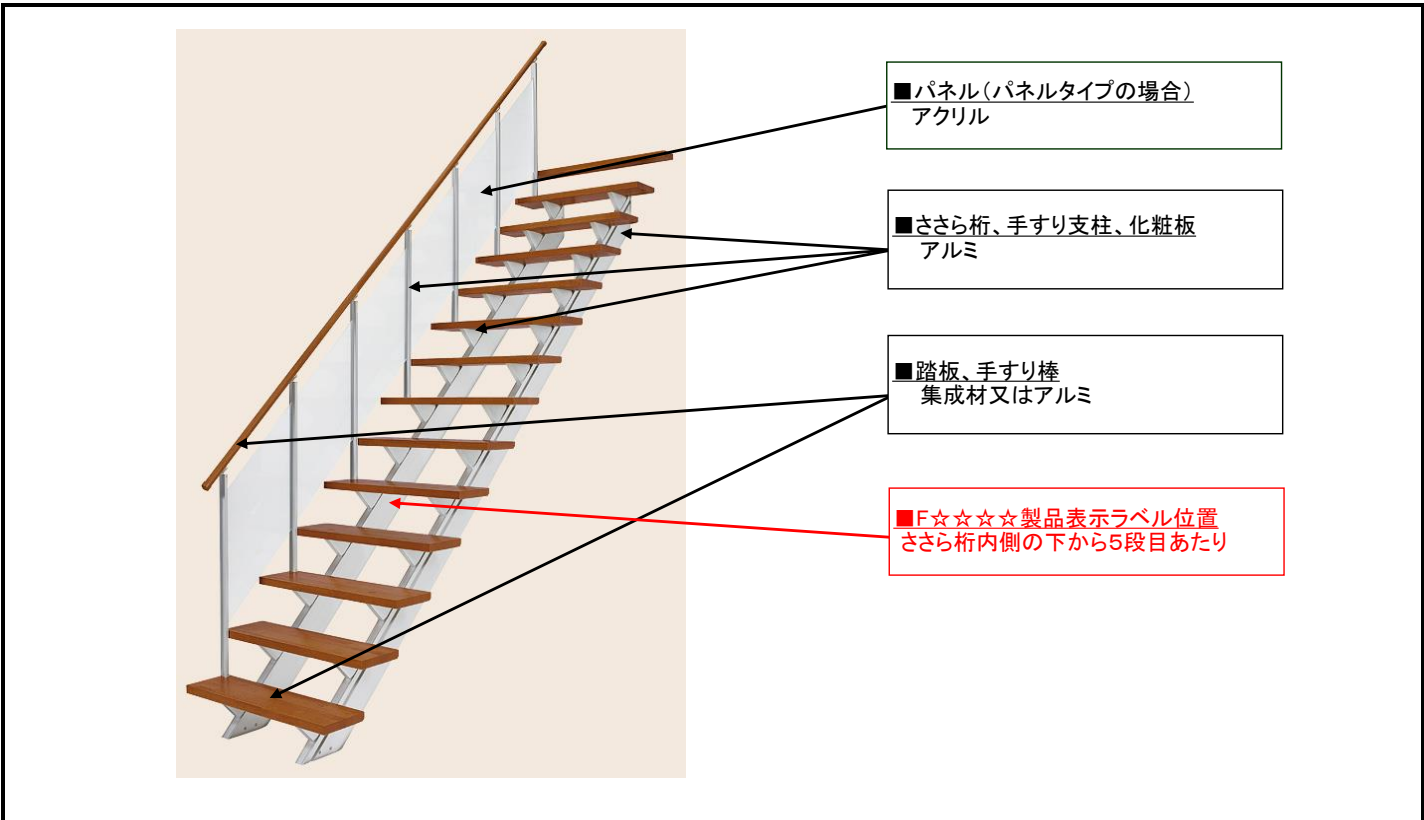 ■パネル（パネルタイプの場合）
アクリル
■ささら桁、手すり支柱、化粧板
アルミ
■踏板、手すり棒
集成材又はアルミ
■F☆☆☆☆製品表示ラベル位置
ささら桁内側の下から5段目あたり